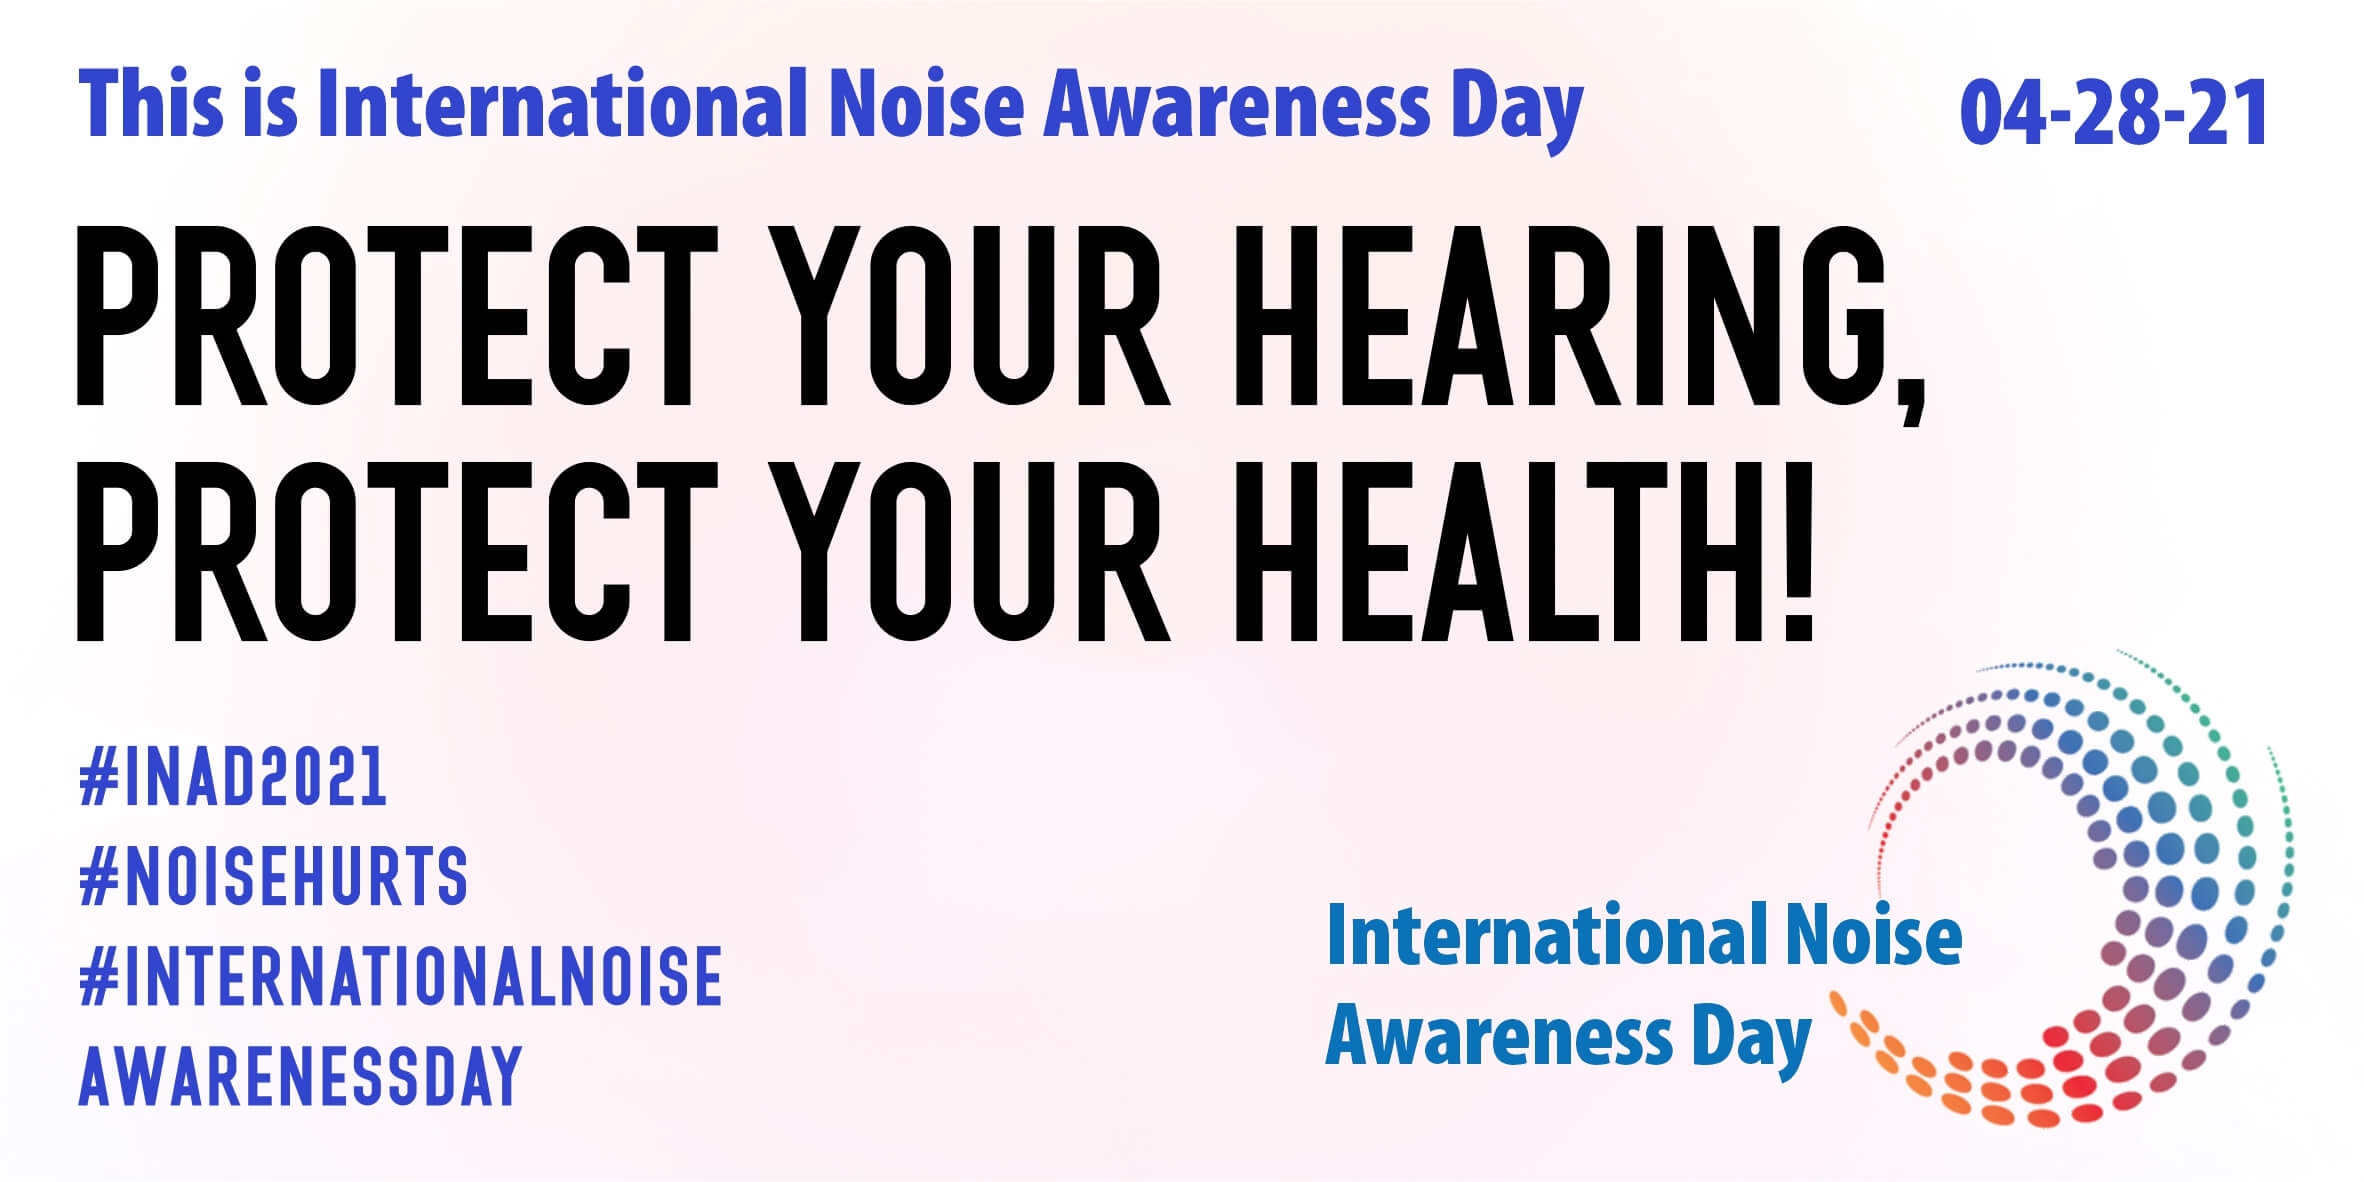 This is International Noise Awareness Day 04-28-21
PROTECT YOUR HEARING,
PROTECT YOUR HEALTH!
#INAD2021
#NOISEHURTS
#INTERNATIONALNOISE
AWARENESSDAY
International Noise
Awareness Day